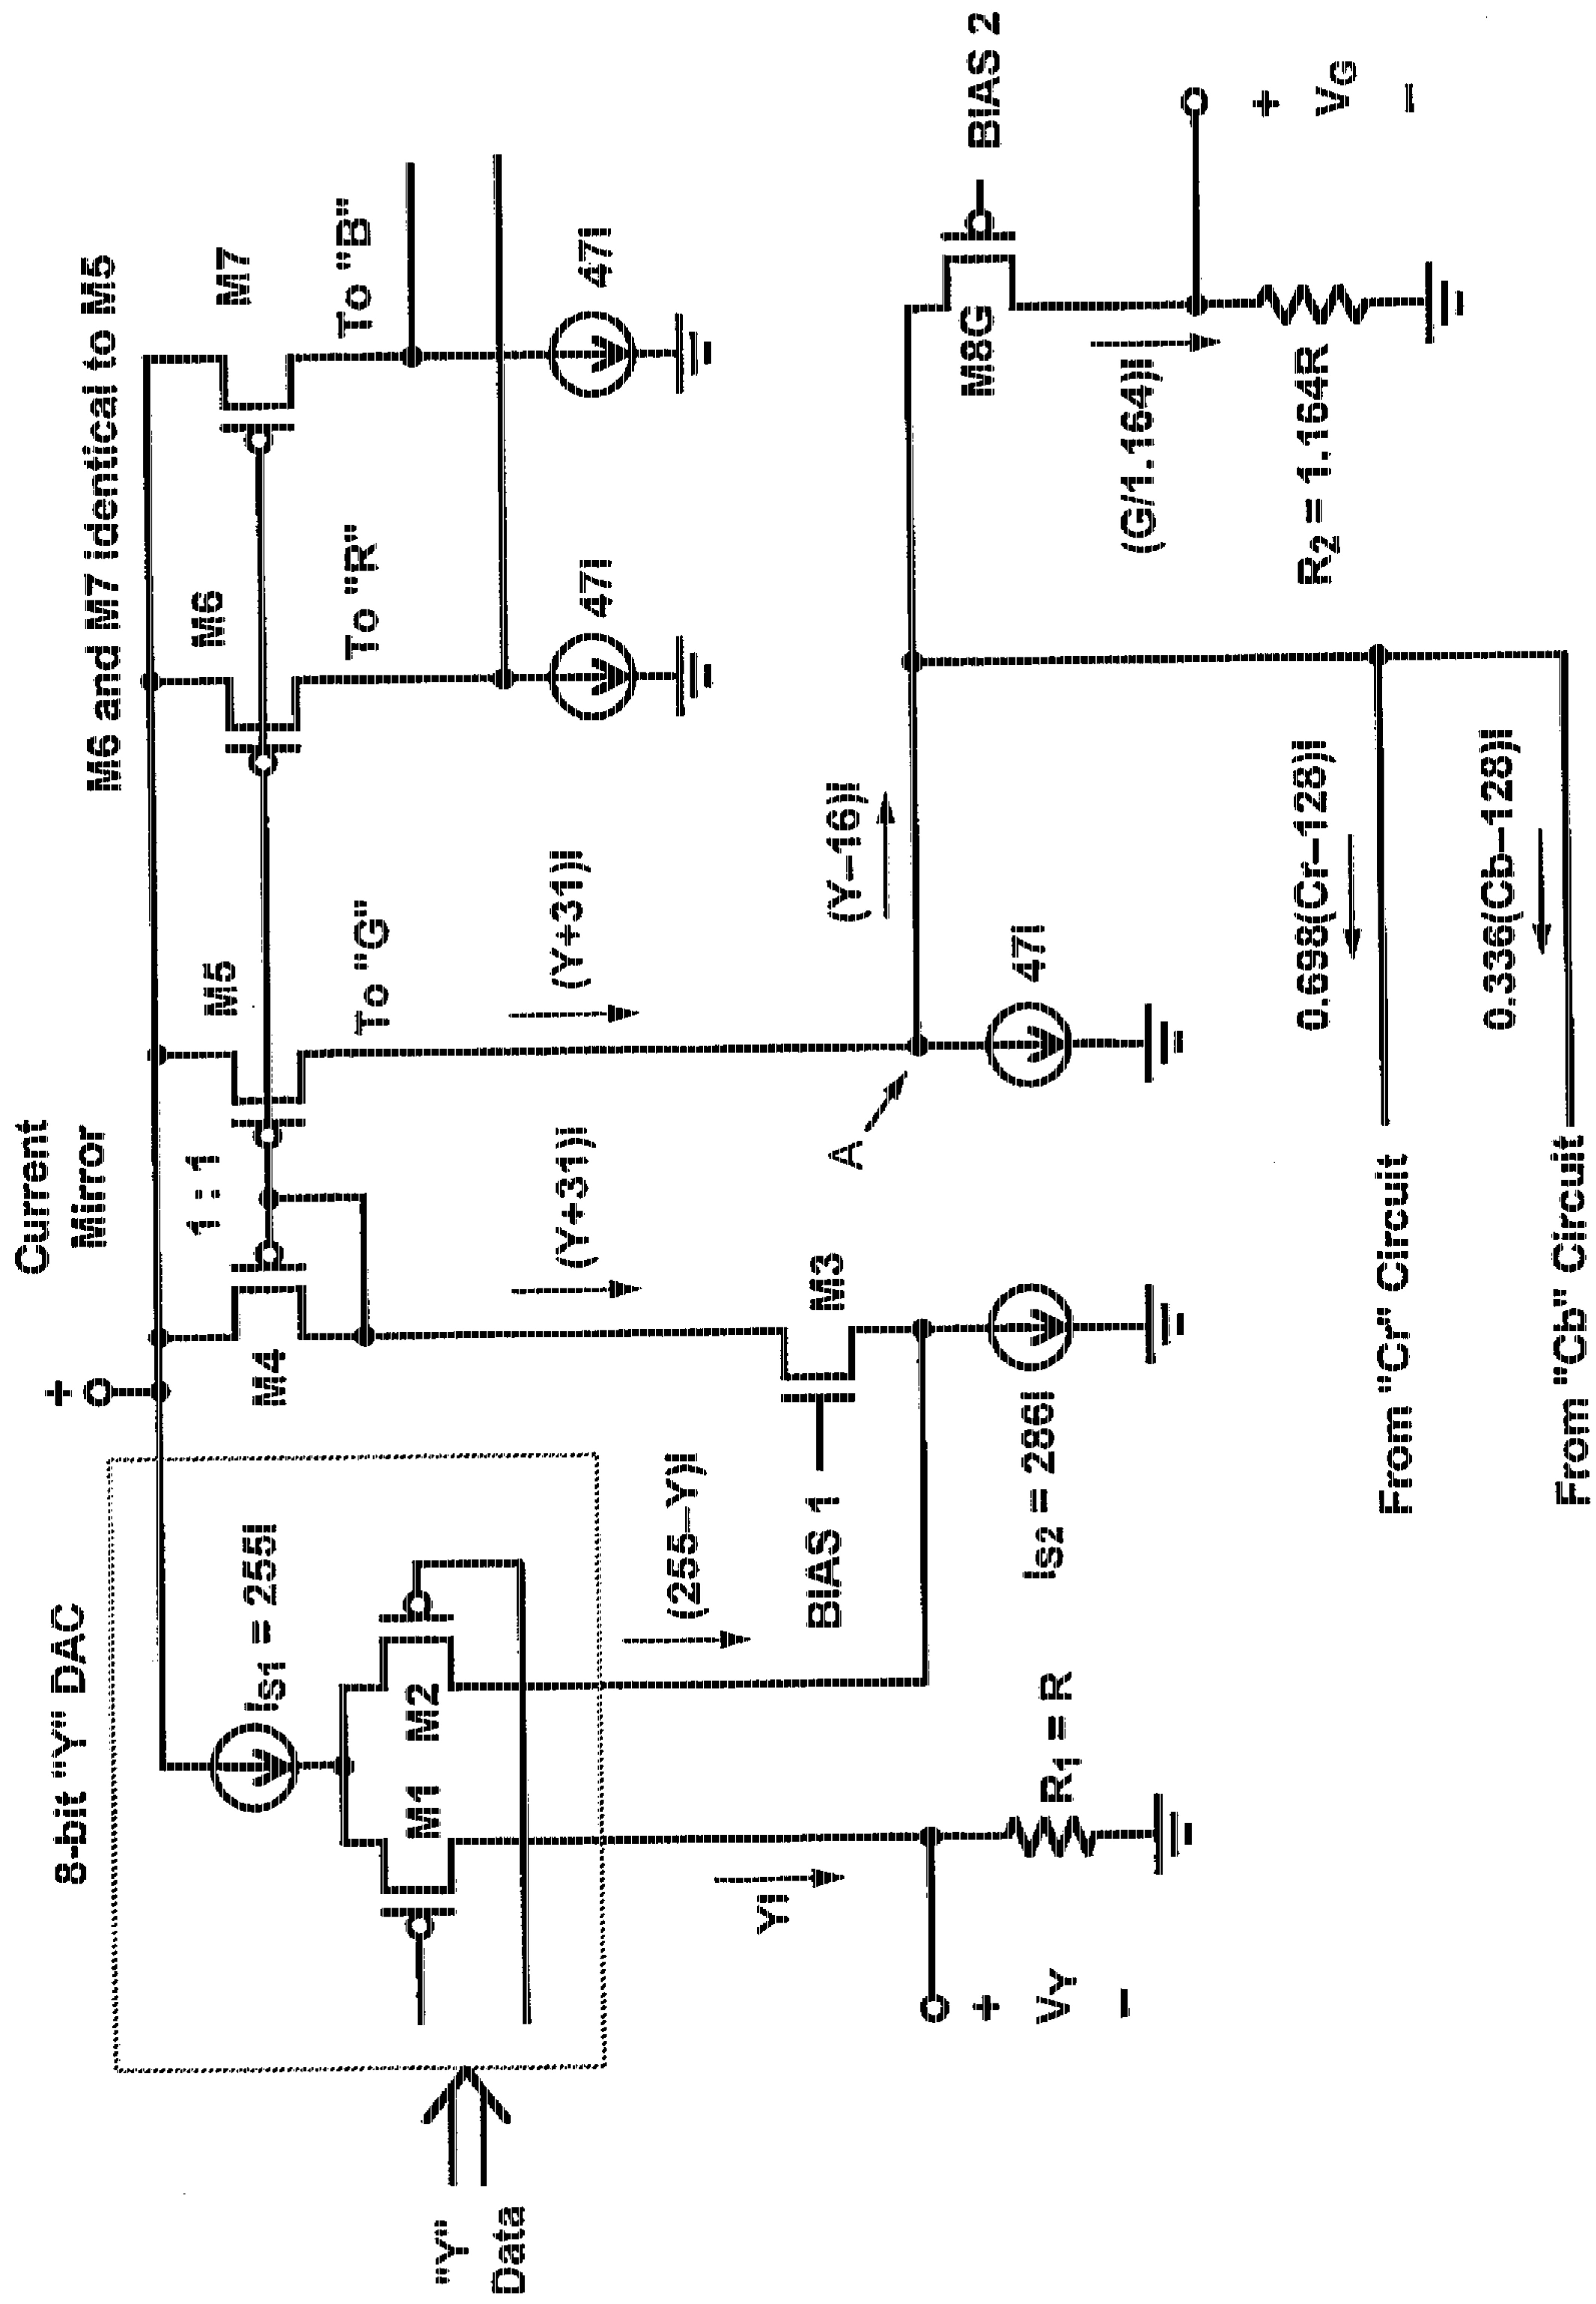 8-bit "Y" DAC
Current
Mirror
M6 and M7 identical to M5
+
IS1 = 255I
M1
M2
"Y"
Data
M4
1 : 1
M5
M6
M7
To "G"
To "R"
To "B"
YI
(255–Y)I
(Y+31)I
(Y+31)I
47I
47I
BIAS 1
M3
A
(Y–16)I
M8G
BIAS 2
+
VY
–
R1 = R
IS2 = 286I
47I
(G/1.164)I
R2 = 1.164R
+
VG
–
From "Cr" Circuit
0.698(Cr–128)I
From "Cb" Circuit
0.336(Cb–128)I